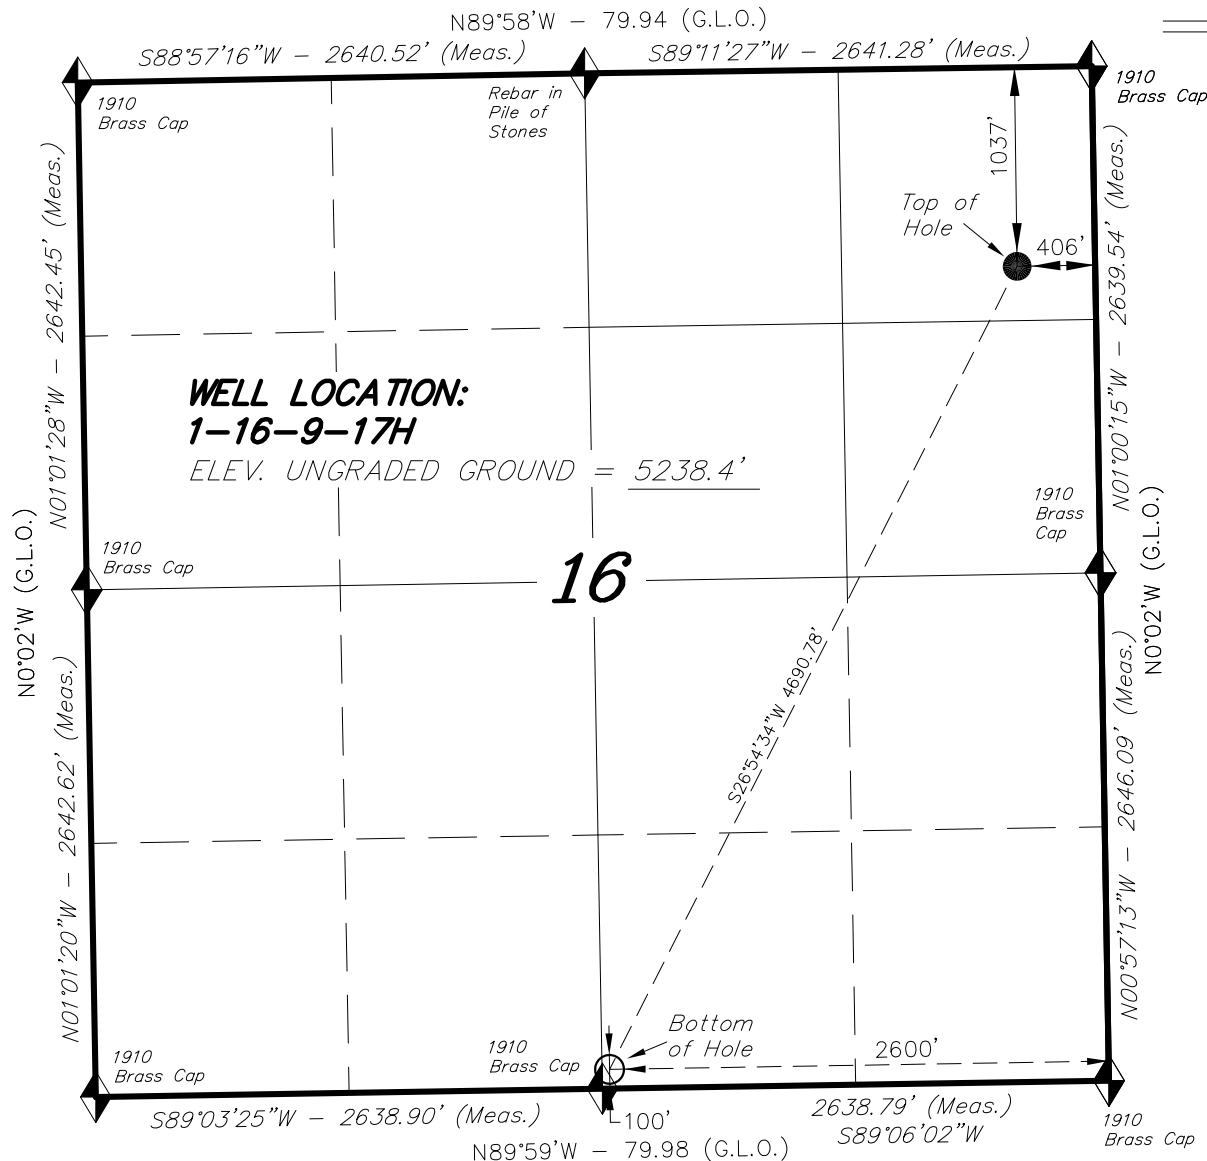 N89°58'W – 79.94 (G.L.O.)
S88°57'16"W – 2640.52' (Meas.)
S89°11'27"W – 2641.28' (Meas.)
1910
Brass Cap
Rebar in
Pile of
Stones
1910
Brass Cap
1037'
Top of
Hole
406'
N01°01'28"W – 2642.45' (Meas.)
N01°00'15"W – 2639.54' (Meas.)
WELL LOCATION:
1–16–9–17H
ELEV. UNGRADED GROUND = 5238.4'
1910
Brass
Cap
1910
Brass Cap
16
N0°02'W (G.L.O.)
N0°02'W (G.L.O.)
S26°54'34"W 4690.78'
N01°01'20"W – 2642.62' (Meas.)
N00°57'13"W – 2646.09' (Meas.)
Bottom
of Hole
2600'
1910
Brass Cap
1910
Brass Cap
100'
S89°03'25"W – 2638.90' (Meas.)
2638.79' (Meas.)
S89°06'02"W
1910
Brass Cap
N89°59'W – 79.98 (G.L.O.)